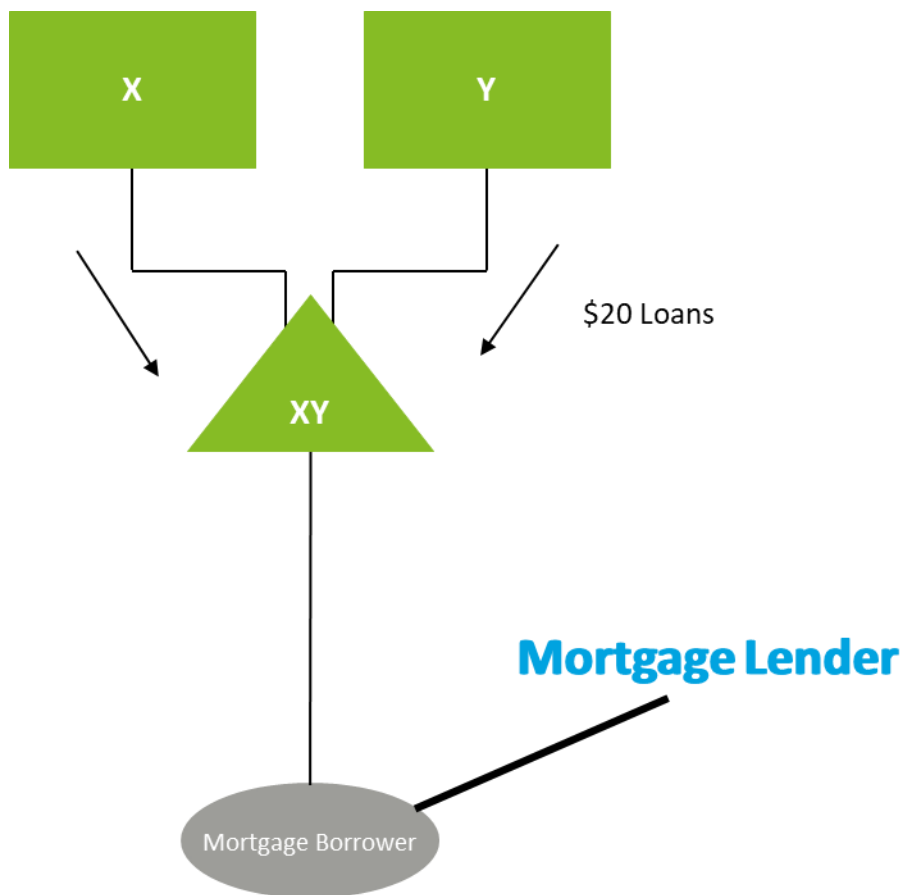 X
Y
$20 Loans
XY
Mortgage Lender
Mortgage Borrower